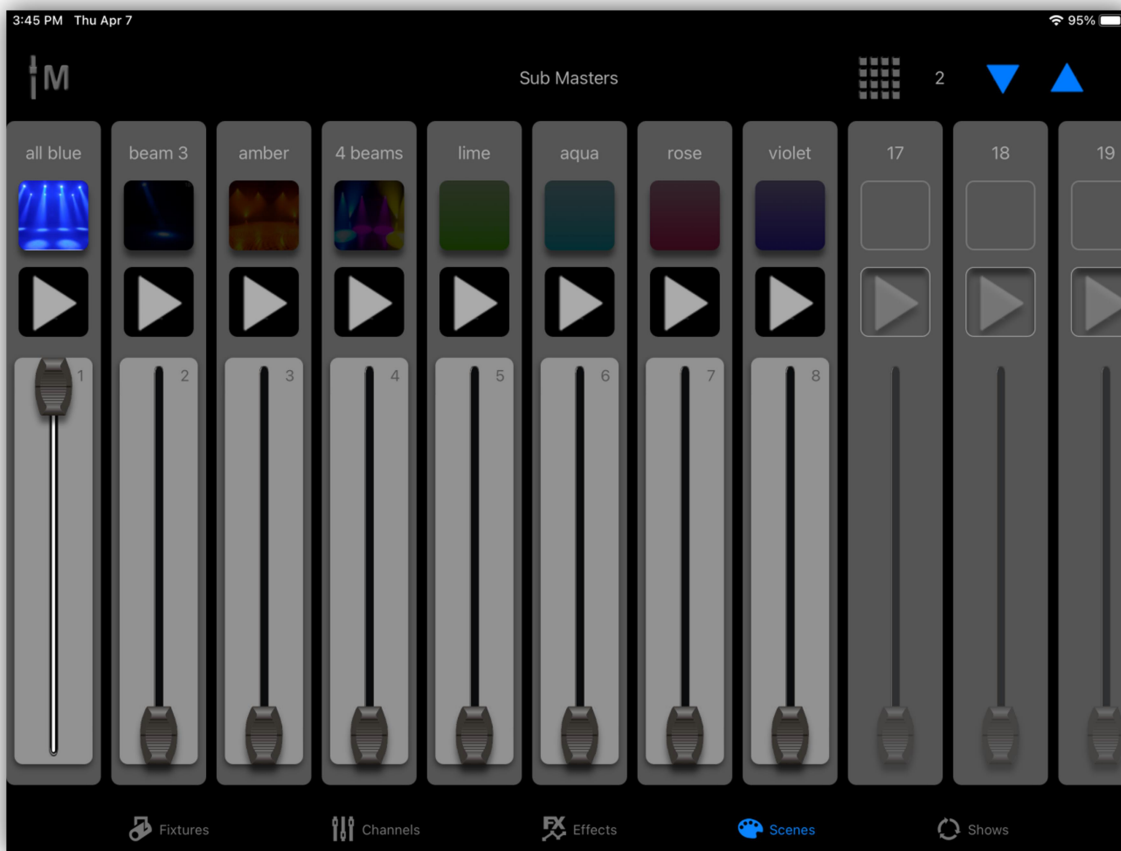 3:45 PM Thu Apr 7 95%
M Sub Masters 2
all blue beam 3 amber 4 beams lime aqua rose violet 17 18 19
1 2 3 4 5 6 7 8
Fixtures Channels FX Effects Scenes Shows